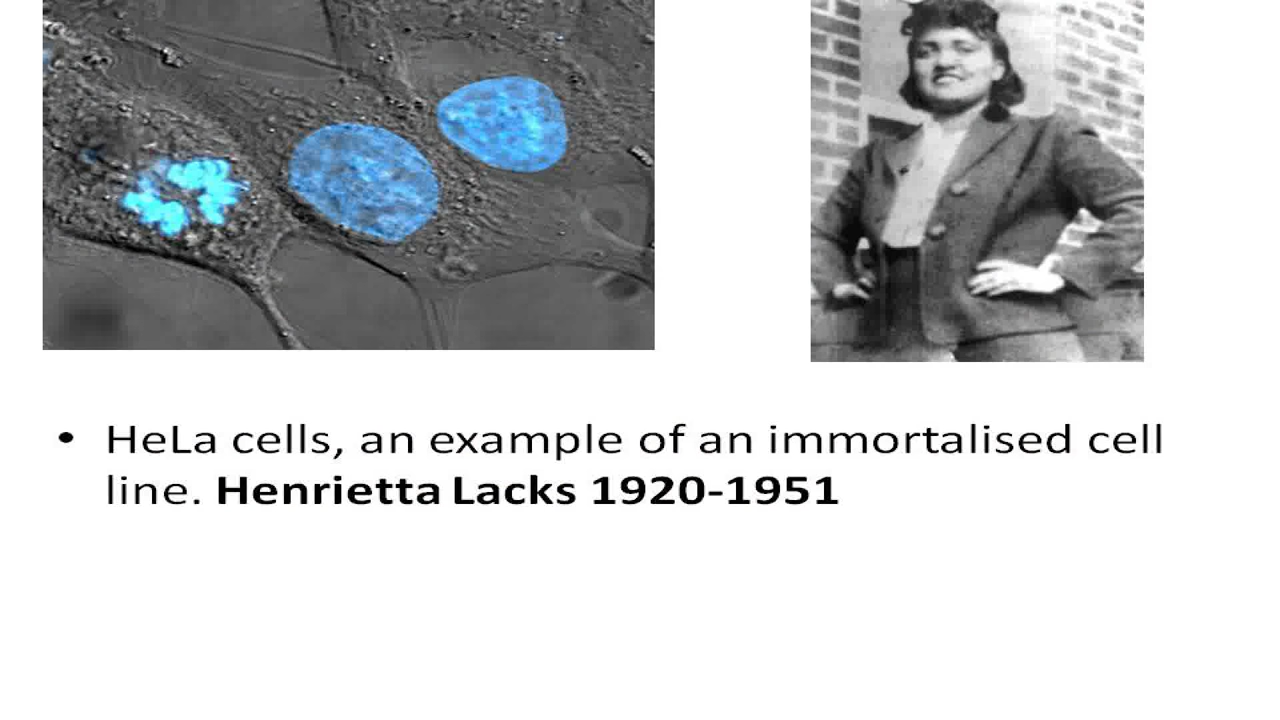 • HeLa cells, an example of an immortalised cell
line. Henrietta Lacks 1920-1951